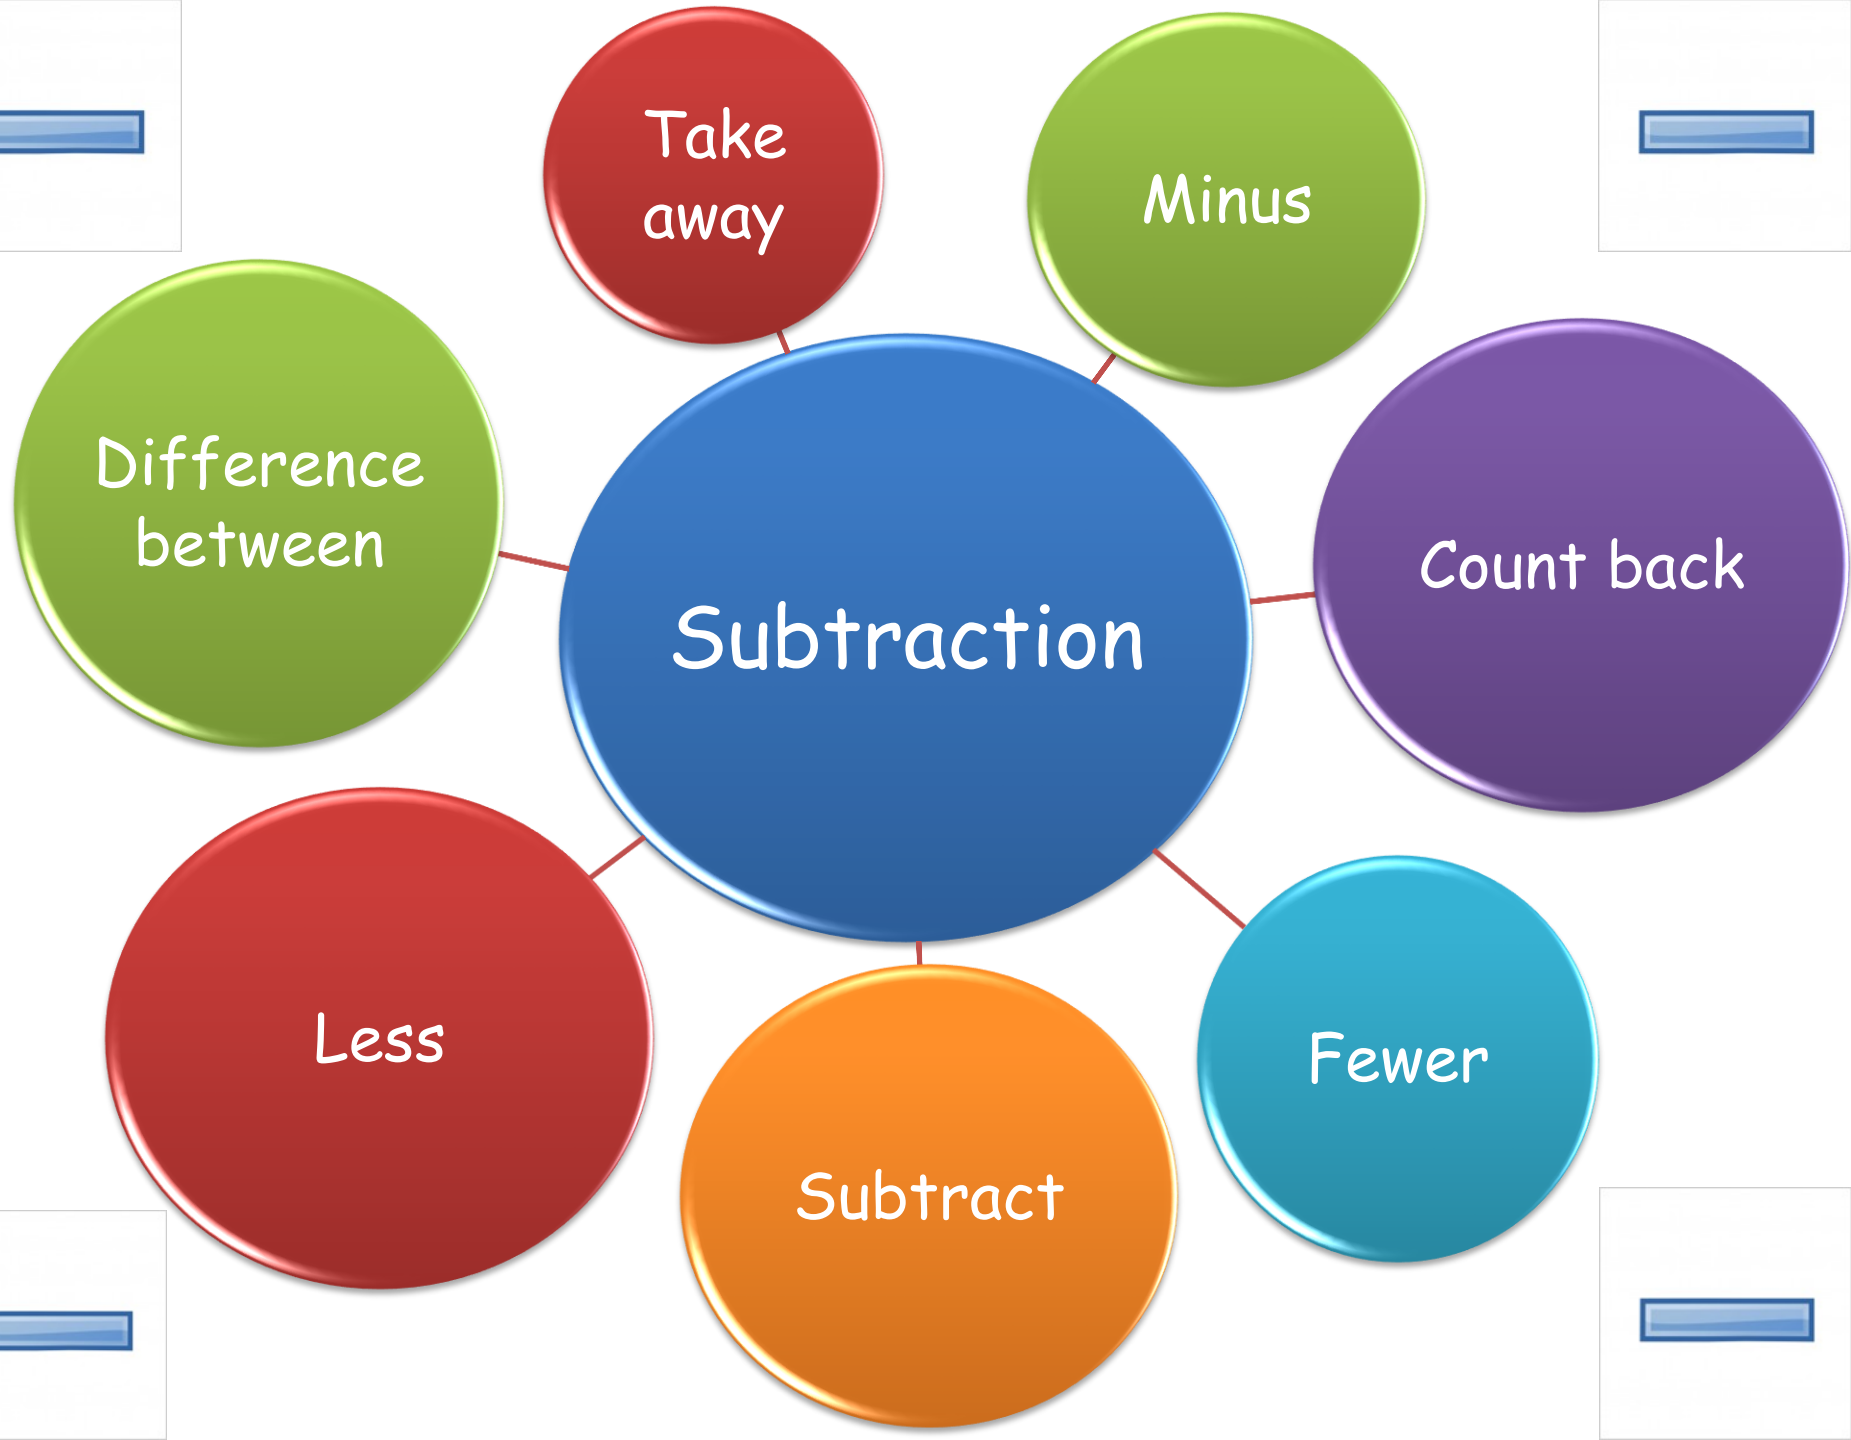 Take
away
Minus
Difference
between
Count back
Subtraction
Less
Fewer
Subtract